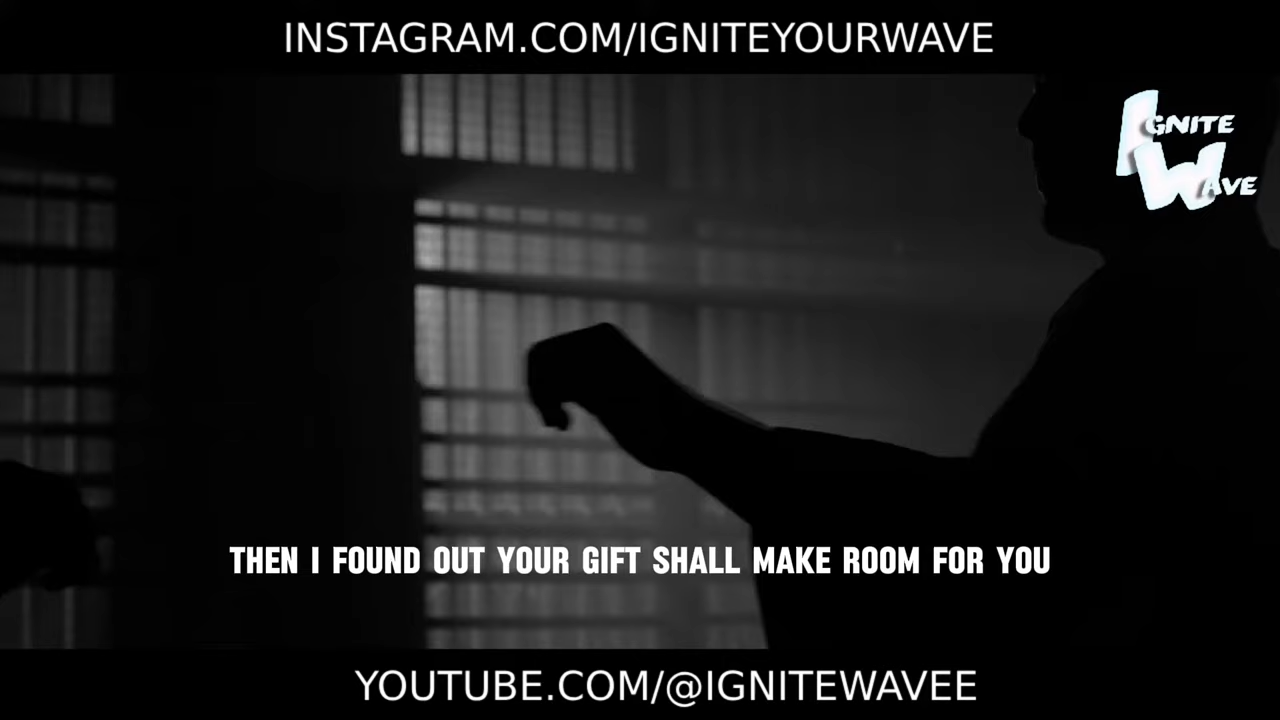 INSTAGRAM.COM/IGNITEYOURWAVE
IGNITE
WAVE
THEN I FOUND OUT YOUR GIFT SHALL MAKE ROOM FOR YOU
YOUTUBE.COM/@IGNITEWAVEE